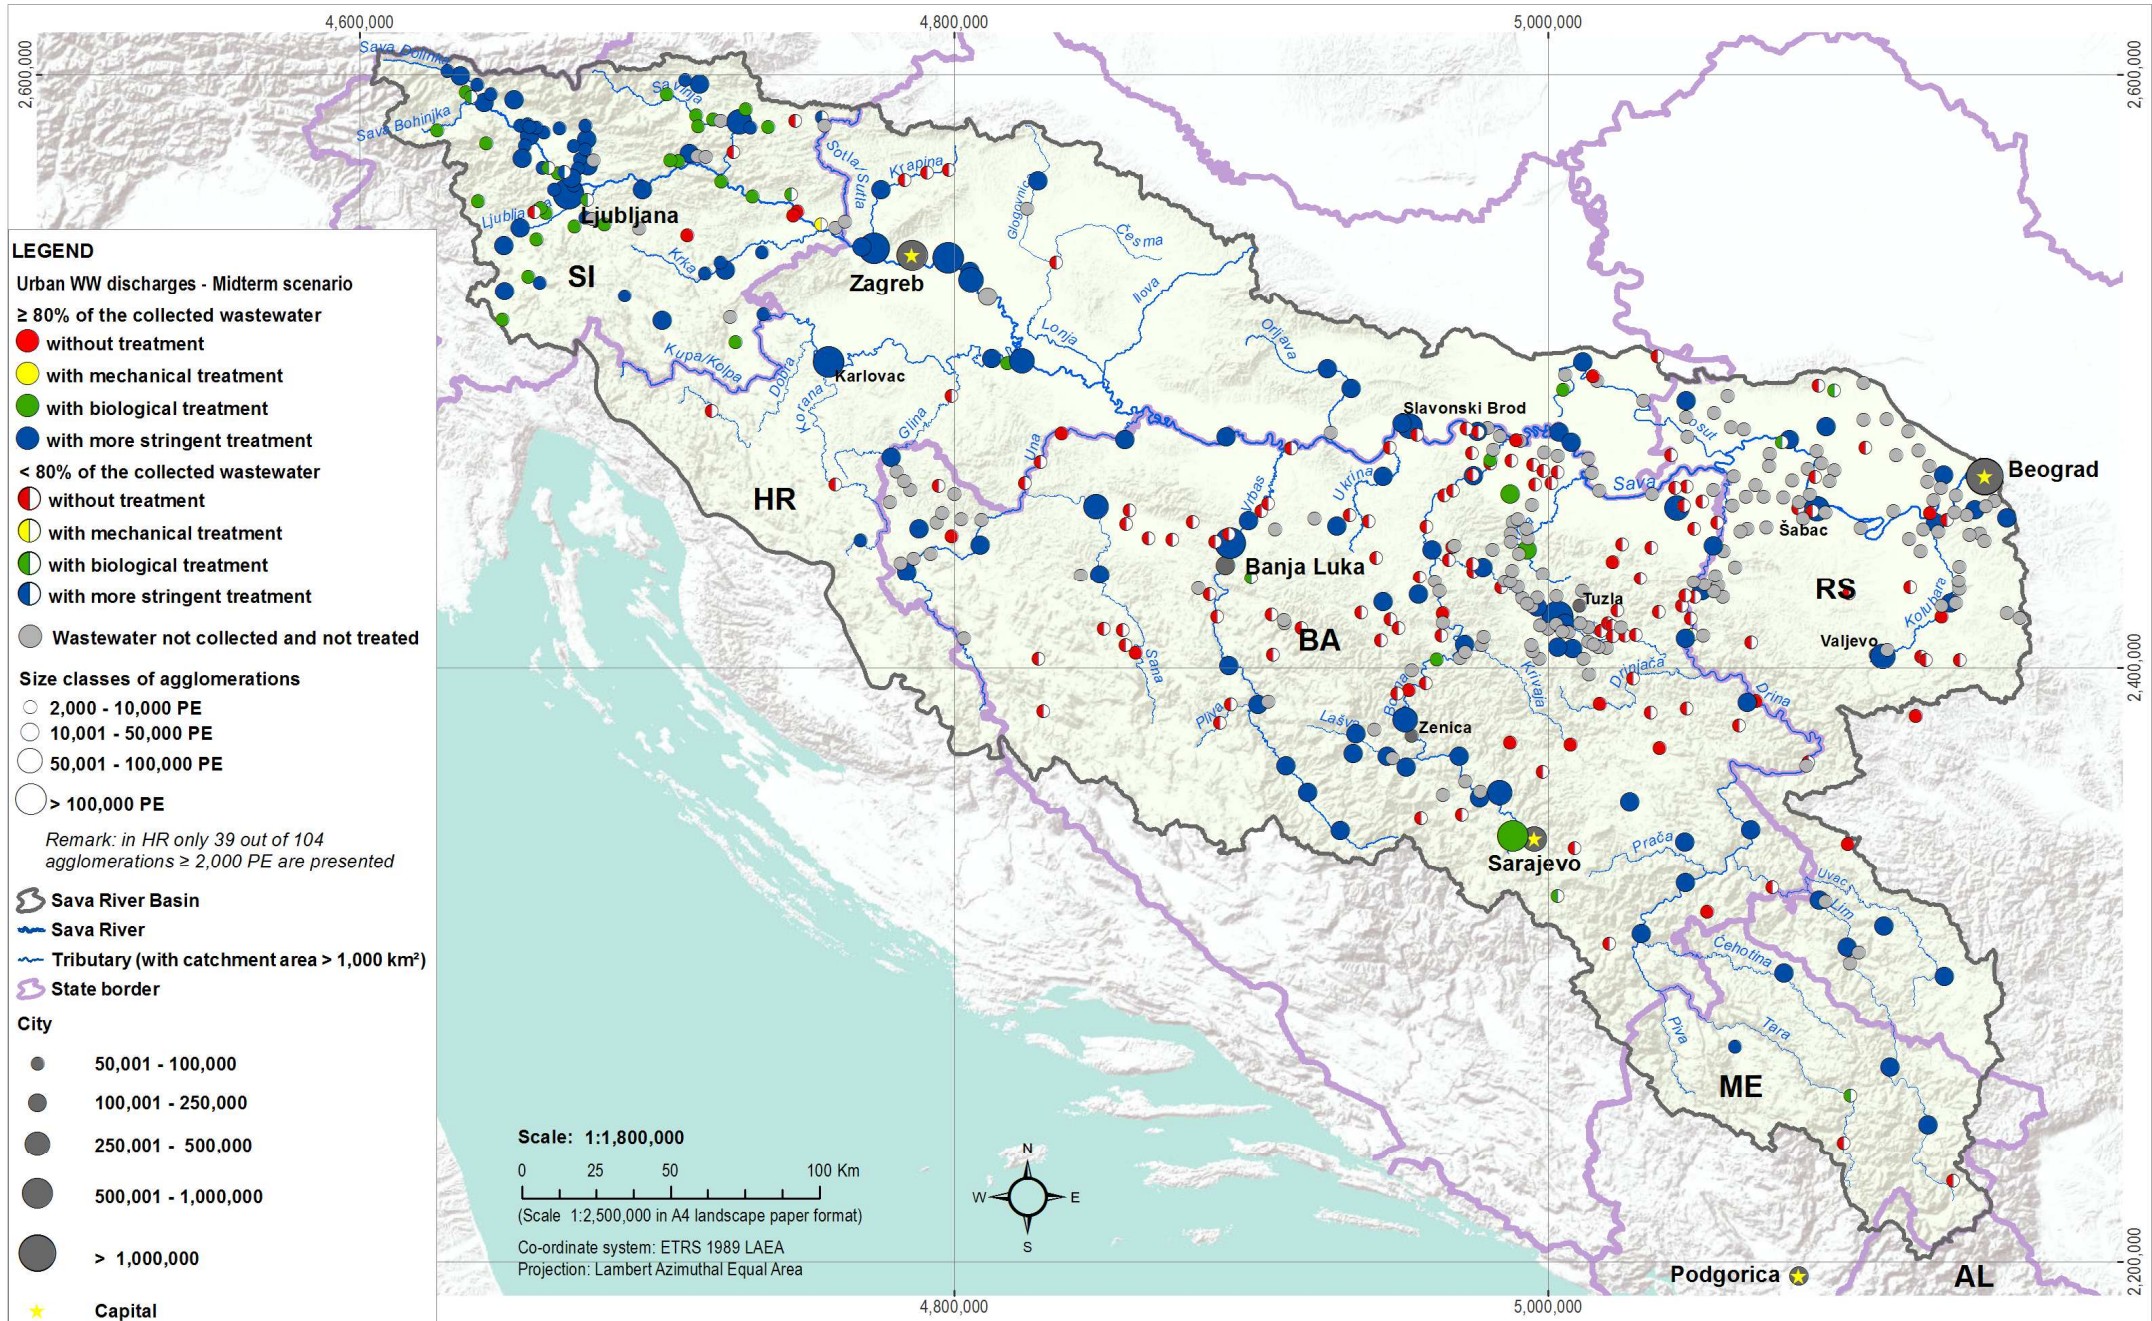 4,600,000
4,800,000
5,000,000
2,600,000
2,600,000
Sava Dolinka
Sava Bohinjka
Savinja
Sotla/Sutla
Krapina
Glogovnica
Česma
Ilova
Lonja
Orljava
Ljubljana
Krka
SI
Zagreb
Kupa/Kolpa
Dobra
Korana
Karlovac
Glina
Una
HR
Slavonski Brod
Vrbas
Ukrina
Sava
Beograd
Šabac
Banja Luka
Tuzla
RS
Kolubara
BA
Valjevo
Sana
Krivaja
Drinjača
2,400,000
Drina
Pliva
Lašva
Bosna
Zenica
Prača
Sarajevo
Uvac
Lim
Ćehotina
Piva
Tara
ME
Podgorica
AL
2,200,000
4,800,000
5,000,000
LEGEND
Urban WW discharges - Midterm scenario
≥ 80% of the collected wastewater
without treatment
with mechanical treatment
with biological treatment
with more stringent treatment
< 80% of the collected wastewater
without treatment
with mechanical treatment
with biological treatment
with more stringent treatment
Wastewater not collected and not treated
Size classes of agglomerations
2,000 - 10,000 PE
10,001 - 50,000 PE
50,001 - 100,000 PE
> 100,000 PE
Remark: in HR only 39 out of 104
agglomerations ≥ 2,000 PE are presented
Sava River Basin
Sava River
Tributary (with catchment area > 1,000 km²)
State border
City
50,001 - 100,000
100,001 - 250,000
250,001 - 500,000
500,001 - 1,000,000
> 1,000,000
Capital
Scale: 1:1,800,000
0 25 50 100 Km
(Scale 1:2,500,000 in A4 landscape paper format)
Co-ordinate system: ETRS 1989 LAEA
Projection: Lambert Azimuthal Equal Area
N
W E
S